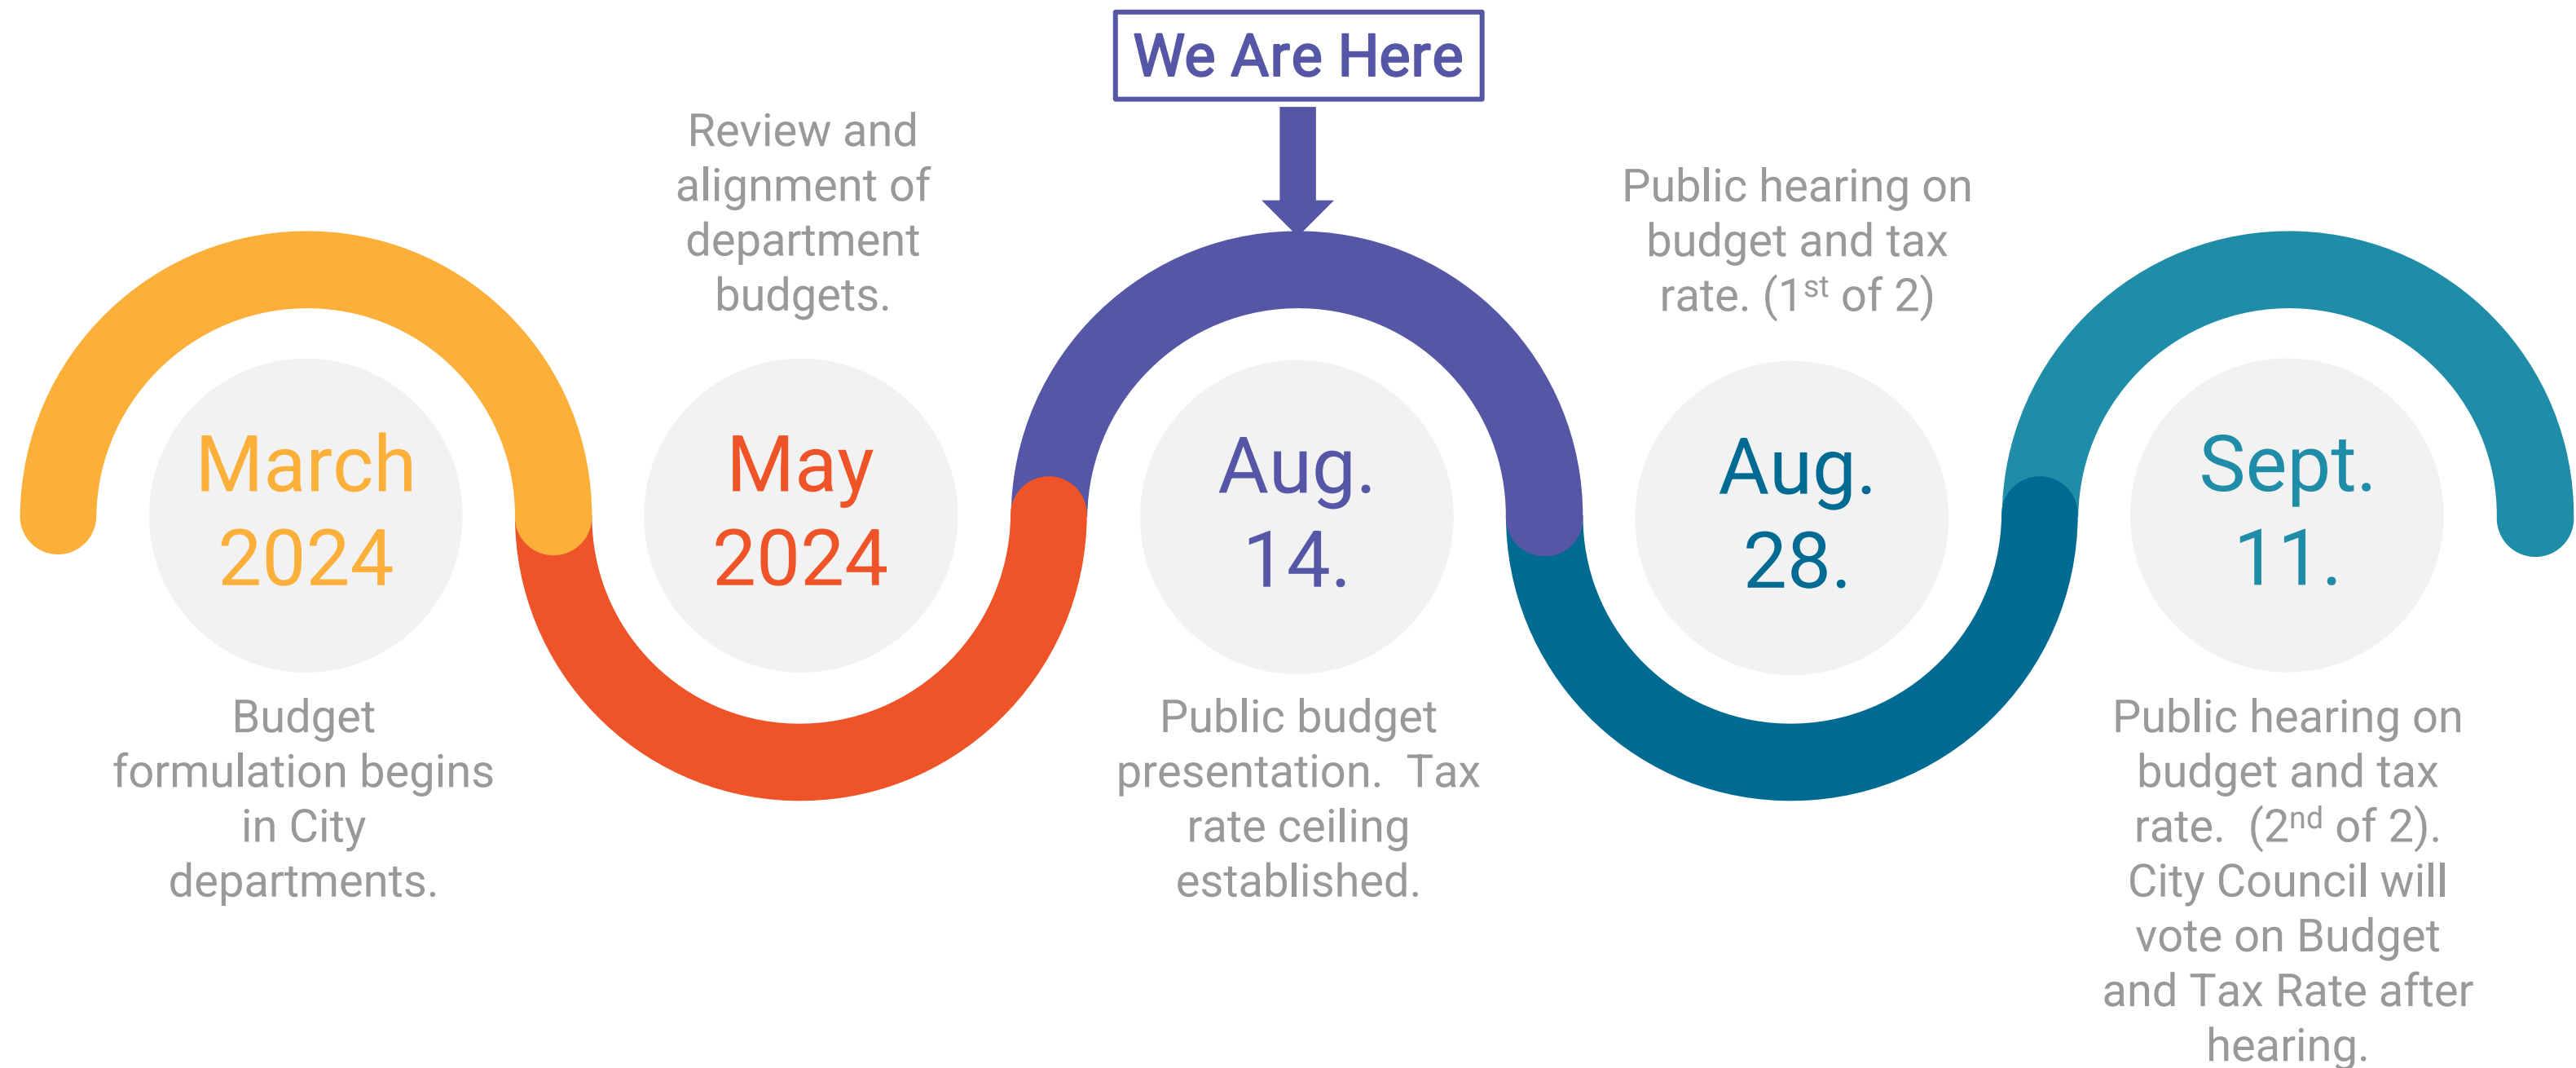 We Are Here
Review and
alignment of
department
budgets.
Public hearing on
budget and tax
rate. (1st of 2)
March
2024
May
2024
Aug.
14.
Aug.
28.
Sept.
11.
Budget
formulation begins
in City
departments.
Public budget
presentation.  Tax
rate ceiling
established.
Public hearing on
budget and tax
rate.  (2nd of 2).
City Council will
vote on Budget
and Tax Rate after
hearing.